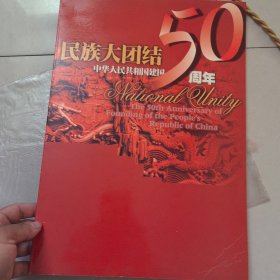 民族大团结
50
中华人民共和国建国
周年
National Unity
The 50th Anniversary of
Founding of the People's
Republic of China